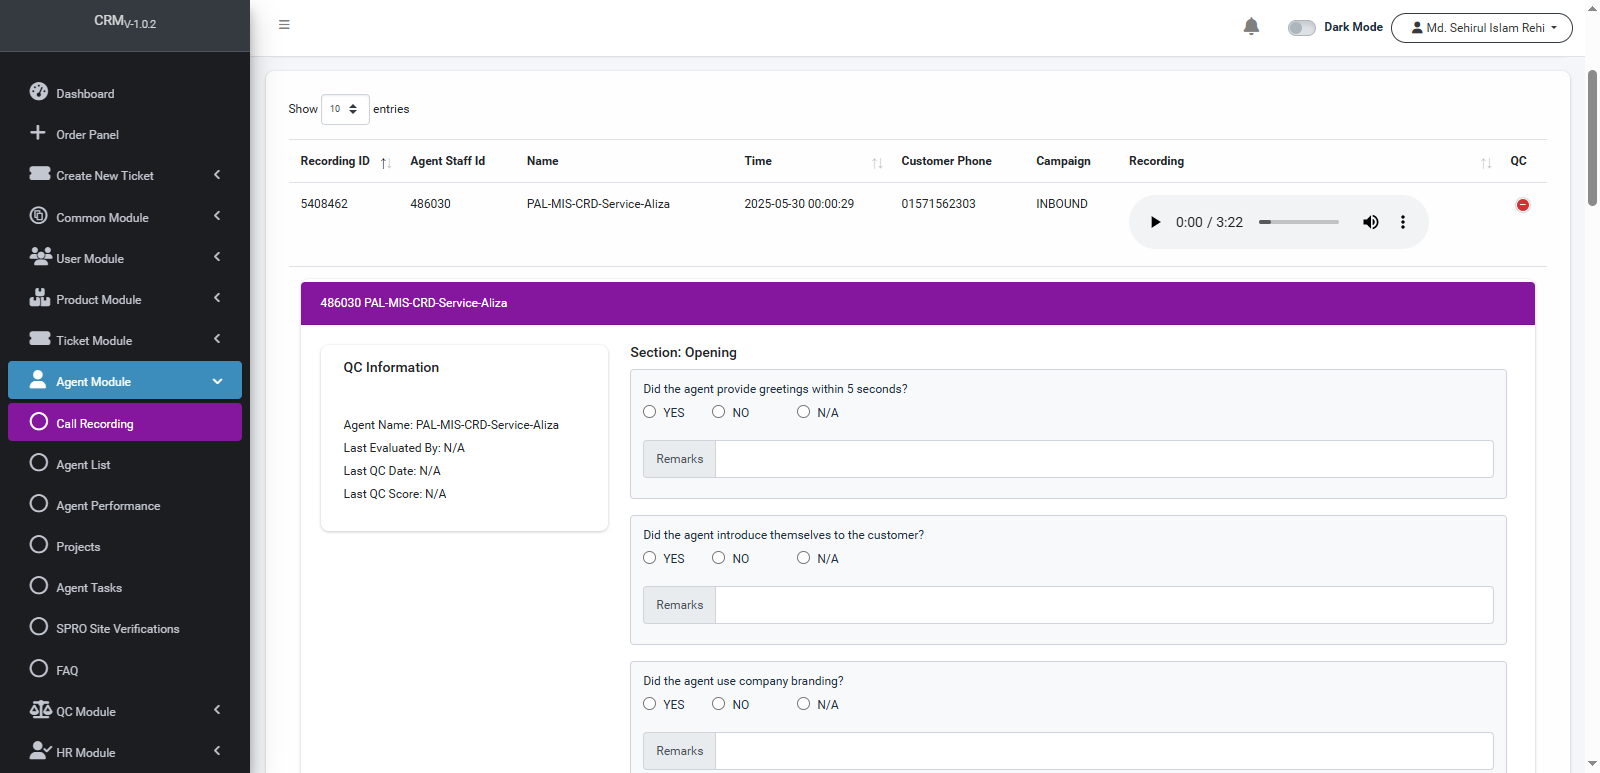 CRMV-1.0.2
Dark Mode
Md. Sehirul Islam Rehi
Dashboard
Order Panel
Create New Ticket
Common Module
User Module
Product Module
Ticket Module
Agent Module
Call Recording
Agent List
Agent Performance
Projects
Agent Tasks
SPRO Site Verifications
FAQ
QC Module
HR Module
Show 10 entries
Recording ID Agent Staff Id Name Time Customer Phone Campaign Recording QC
5408462 486030 PAL-MIS-CRD-Service-Aliza 2025-05-30 00:00:29 01571562303 INBOUND 0:00 / 3:22
486030 PAL-MIS-CRD-Service-Aliza
QC Information
Agent Name: PAL-MIS-CRD-Service-Aliza
Last Evaluated By: N/A
Last QC Date: N/A
Last QC Score: N/A
Section: Opening
Did the agent provide greetings within 5 seconds?
YES NO N/A
Remarks
Did the agent introduce themselves to the customer?
YES NO N/A
Remarks
Did the agent use company branding?
YES NO N/A
Remarks